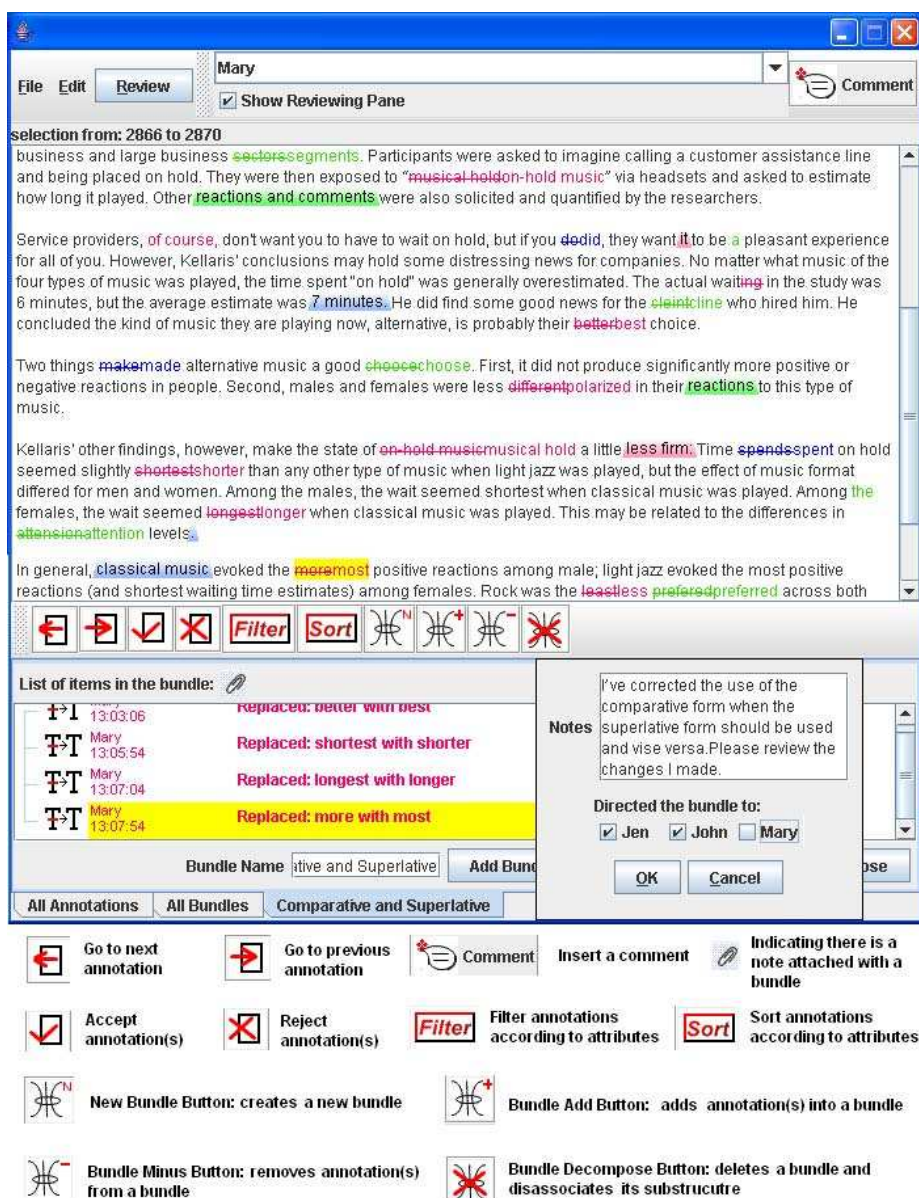 Mary
File Edit Review
Comment
Show Reviewing Pane
selection from: 2866 to 2870
business and large business sectorssegments. Participants were asked to imagine calling a customer assistance line
and being placed on hold. They were then exposed to “musical holdon-hold music” via headsets and asked to estimate
how long it played. Other reactions and comments were also solicited and quantified by the researchers.
Service providers, of course, don't want you to have to wait on hold, but if you dodid, they want it to be a pleasant experience
for all of you. However, Kellaris' conclusions may hold some distressing news for companies. No matter what music of the
four types of music was played, the time spent "on hold" was generally overestimated. The actual waiting in the study was
6 minutes, but the average estimate was 7 minutes. He did find some good news for the cleintcline who hired him. He
concluded the kind of music they are playing now, alternative, is probably their betterbest choice.
Two things makemade alternative music a good choocechoose. First, it did not produce significantly more positive or
negative reactions in people. Second, males and females were less differentpolarized in their reactions to this type of
music.
Kellaris' other findings, however, make the state of on-hold musicmusical hold a little less firm: Time spendsspent on hold
seemed slightly shortestshorter than any other type of music when light jazz was played, but the effect of music format
differed for men and women. Among the males, the wait seemed shortest when classical music was played. Among the
females, the wait seemed longestlonger when classical music was played. This may be related to the differences in
attensionattention levels.
In general, classical music evoked the moremost positive reactions among male; light jazz evoked the most positive
reactions (and shortest waiting time estimates) among females. Rock was the leastless preferedpreferred across both
Filter Sort N + -
List of items in the bundle:
Mary Replaced: better with best
13:03:06
T→T Mary Replaced: shortest with shorter
13:05:54
T→T Mary Replaced: longest with longer
13:07:04
T→T Mary Replaced: more with most
13:07:54
Notes
I've corrected the use of the
comparative form when the
superlative form should be used
and vise versa.Please review the
changes I made.
Directed the bundle to:
Jen John Mary
OK Cancel
Bundle Name ative and Superlative Add Bun ose
All Annotations All Bundles Comparative and Superlative
Go to next
annotation
Go to previous
annotation
Comment
Insert a comment
Indicating there is a
note attached with a
bundle
Accept
annotation(s)
Reject
annotation(s)
Filter
Filter annotations
according to attributes
Sort
Sort annotations
according to attributes
N
New Bundle Button: creates a new bundle
+
Bundle Add Button: adds annotation(s) into a bundle
-
Bundle Minus Button: removes annotation(s)
from a bundle
Bundle Decompose Button: deletes a bundle and
disassociates its substrucutre